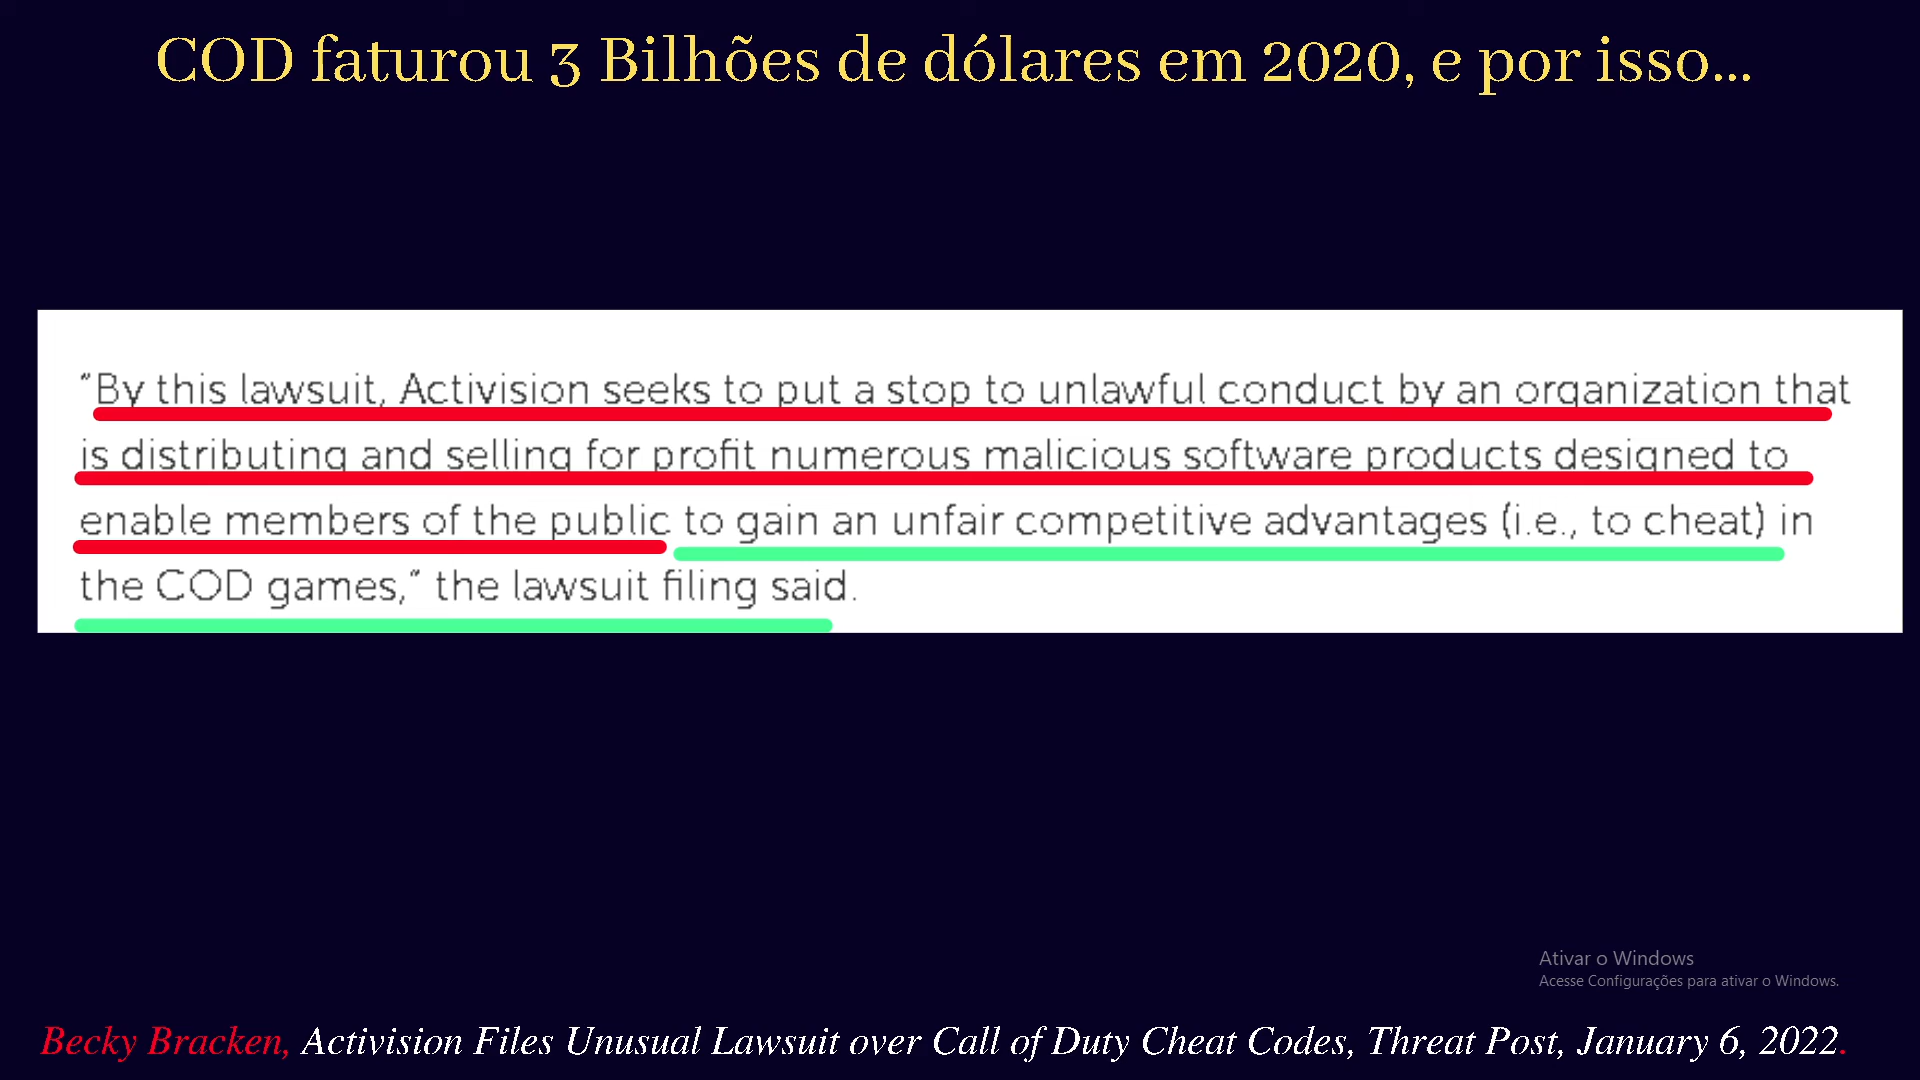 COD faturou 3 Bilhões de dólares em 2020, e por isso...
“By this lawsuit, Activision seeks to put a stop to unlawful conduct by an organization that
is distributing and selling for profit numerous malicious software products designed to
enable members of the public to gain an unfair competitive advantages (i.e., to cheat) in
the COD games,” the lawsuit filing said.
Ativar o Windows
Acesse Configurações para ativar o Windows.
Becky Bracken, Activision Files Unusual Lawsuit over Call of Duty Cheat Codes, Threat Post, January 6, 2022.